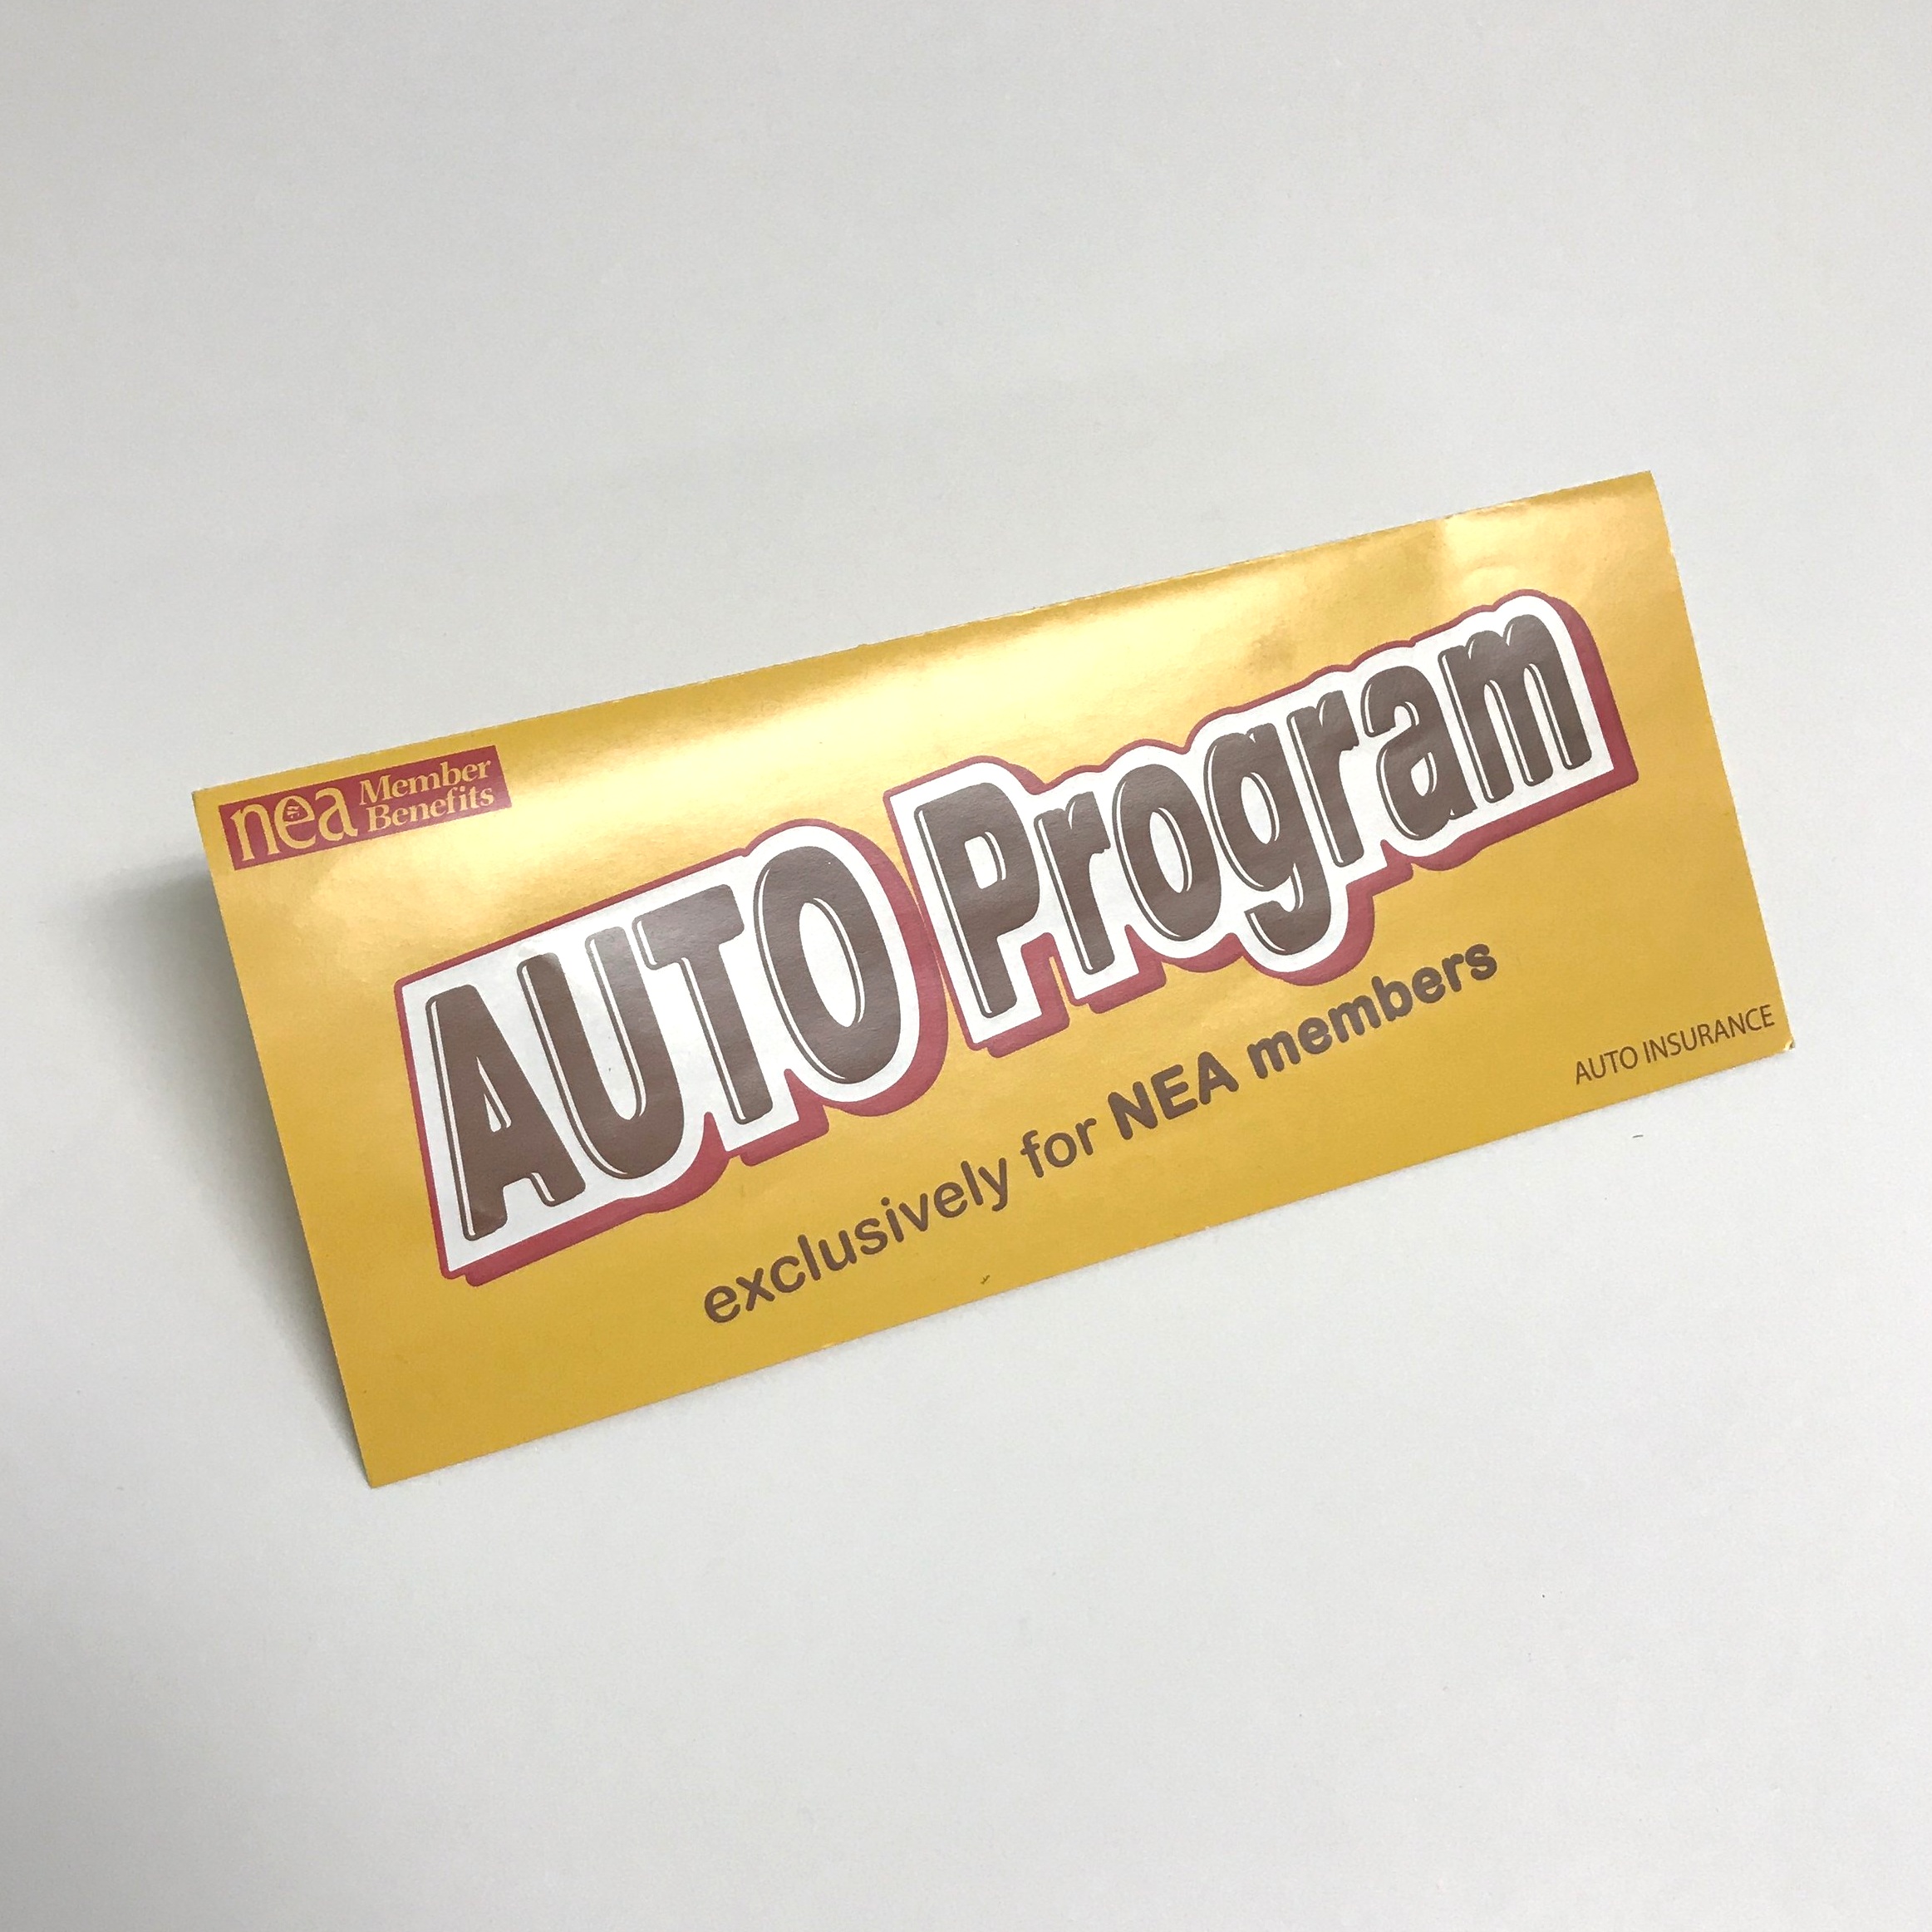 nea Member
Benefits
AUTO Program
exclusively for NEA members
AUTO INSURANCE